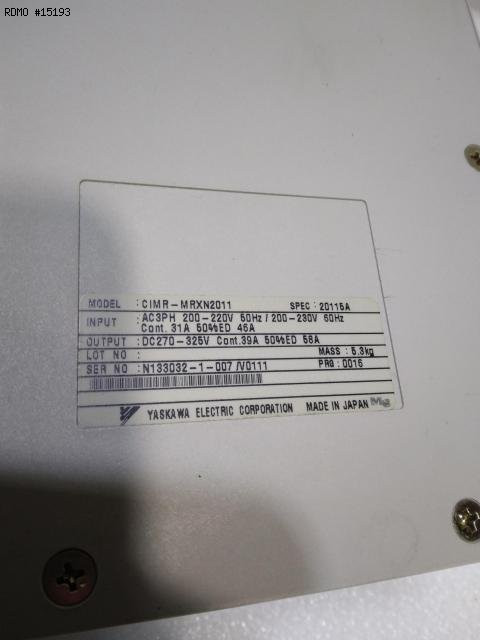 RDMO #15193
MODEL : CIMR-MRXN2011 SPEC : 20115A
INPUT : AC3PH 200-220V 50Hz / 200-230V 60Hz
Cont. 31A 50%ED 46A
OUTPUT : DC270-325V Cont.39A 50%ED 58A
LOT NO : MASS : 5.3kg
SER NO : N133032-1-007 /V0111 PRG : 0015
YASKAWA ELECTRIC CORPORATION MADE IN JAPAN